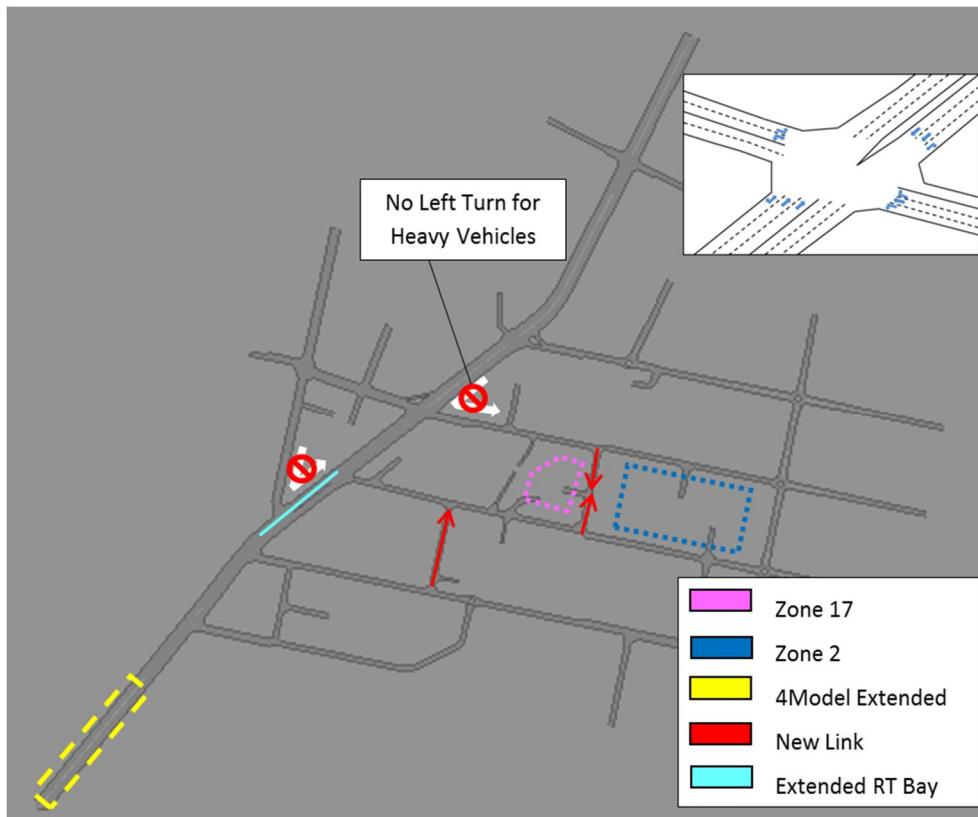 No Left Turn for
Heavy Vehicles
Zone 17
Zone 2
4Model Extended
New Link
Extended RT Bay